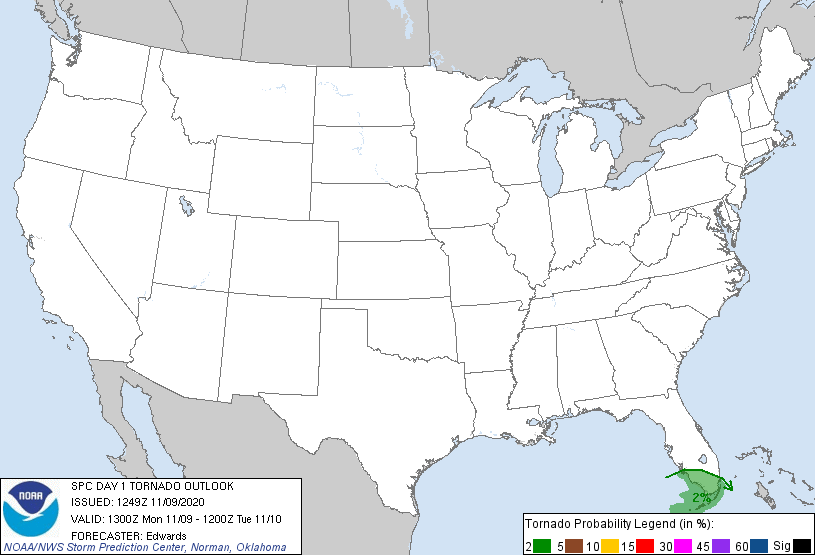 2%
NOAA
SPC DAY 1 TORNADO OUTLOOK
ISSUED: 1249Z 11/09/2020
VALID: 1300Z Mon 11/09 - 1200Z Tue 11/10
FORECASTER: Edwards
NOAA/NWS Storm Prediction Center, Norman, Oklahoma
Tornado Probability Legend (in %):
2 5 10 15 30 45 60 Sig